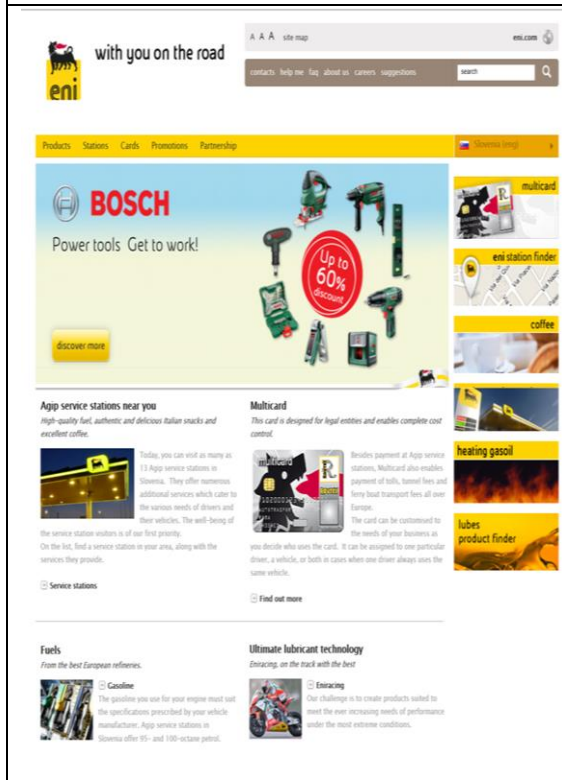 A A A site map
eni.com
with you on the road
eni
contacts help me faq about us careers suggestions
search
Products Stations Cards Promotions Partnership
Slovenia (eng)
BOSCH
Power tools Get to work!
Up to
60%
discount
discover more
multicard
eni station finder
coffee
heating gasoil
lubes
product finder
Agip service stations near you
High-quality fuel, authentic and delicious Italian snacks and
excellent coffee.
Today, you can visit as many as
13 Agip service stations in
Slovenia. They offer numerous
additional services which cater to
the various needs of drivers and
their vehicles. The well-being of
the service station visitors is of our first priority.
On the list, find a service station in your area, along with the
services they provide.
Service stations
Multicard
This card is designed for legal entities and enables complete cost
control.
multicard
Besides payment at Agip service
stations, Multicard also enables
payment of tolls, tunnel fees and
ferry boat transport fees all over
Europe.
The card can be customised to
the needs of your business as
you decide who uses the card. It can be assigned to one particular
driver, a vehicle, or both in cases when one driver always uses the
same vehicle.
Find out more
Fuels
From the best European refineries.
Gasoline
The gasoline you use for your engine must suit
the specifications prescribed by your vehicle
manufacturer. Agip service stations in
Slovenia offer 95- and 100-octane petrol.
Ultimate lubricant technology
Eniracing, on the track with the best
Eniracing
Our challenge is to create products suited to
meet the ever increasing needs of performance
under the most extreme conditions.